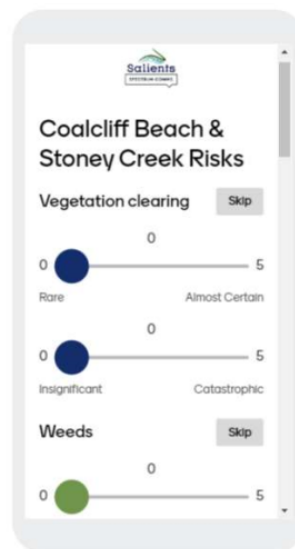 Salients
Coalcliff Beach &
Stoney Creek Risks
Vegetation clearing Skip
0
0 5
Rare Almost Certain
0
0 5
Insignificant Catastrophic
Weeds Skip
0
0 5